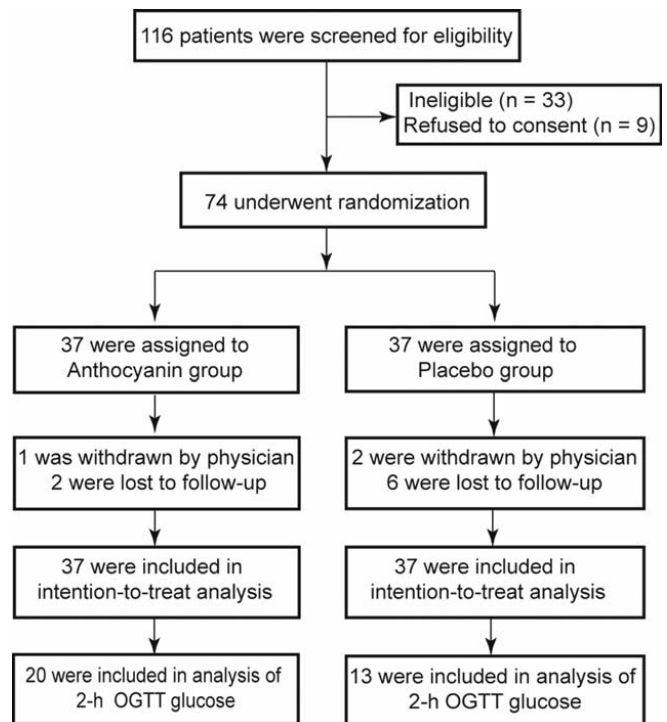 116 patients were screened for eligibility
Ineligible (n = 33)
Refused to consent (n = 9)
74 underwent randomization
37 were assigned to
Anthocyanin group
37 were assigned to
Placebo group
1 was withdrawn by physician
2 were lost to follow-up
2 were withdrawn by physician
6 were lost to follow-up
37 were included in
intention-to-treat analysis
37 were included in
intention-to-treat analysis
20 were included in analysis of
2-h OGTT glucose
13 were included in analysis of
2-h OGTT glucose